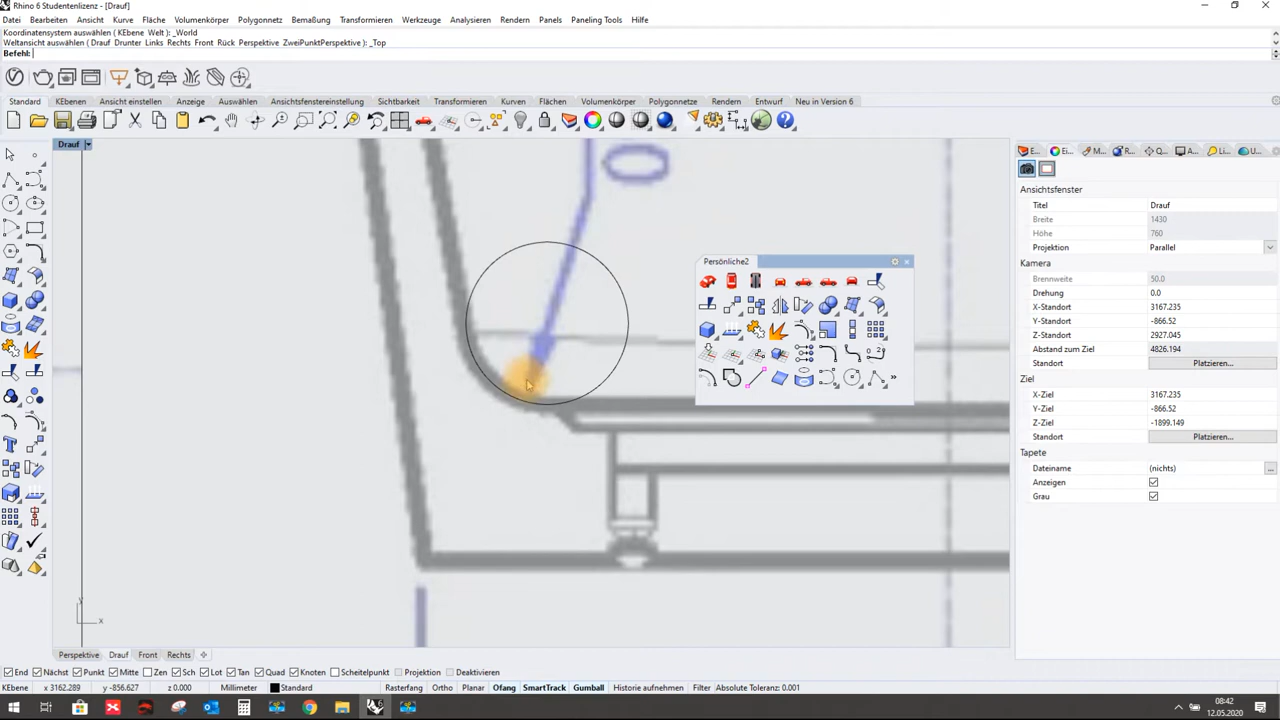 Rhino 6 Studentenlizenz - [Drauf]
Datei Bearbeiten Ansicht Kurve Fläche Volumenkörper Polygonnetz Bemaßung Transformieren Werkzeuge Analysieren Rendern Panels Paneling Tools Hilfe
Koordinatensystem auswählen ( KEbene Welt ): _World
Weltansicht auswählen ( Drauf Drunter Links Rechts Front Rück Perspektive ZweiPunktPerspektive ): _Top
Befehl:
Standard KEbenen Ansicht einstellen Anzeige Auswählen Ansichtsfenstereinstellung Sichtbarkeit Transformieren Kurven Flächen Volumenkörper Polygonnetze Rendern Entwurf Neu in Version 6
Drauf
E... Ei... M... R... Q... A... Li... U...
Ansichtsfenster
Titel Drauf
Breite 1430
Höhe 760
Projektion Parallel
Kamera
Brennweite 50.0
Drehung 0.0
X-Standort 3167.235
Y-Standort -866.52
Z-Standort 2927.045
Abstand zum Ziel 4826.194
Standort Platzieren...
Ziel
X-Ziel 3167.235
Y-Ziel -866.52
Z-Ziel -1899.149
Standort Platzieren...
Tapete
Dateiname (nichts) ...
Anzeigen
Grau
Persönliche2
y
x
Perspektive Drauf Front Rechts
End Nächst Punkt Mitte Zen Sch Lot Tan Quad Knoten Scheitelpunkt Projektion Deaktivieren
KEbene x 3162.289 y -856.627 z 0.000 Millimeter Standard Rasterfang Ortho Planar Ofang SmartTrack Gumball Historie aufnehmen Filter Absolute Toleranz: 0.001
08:42
12.05.2020